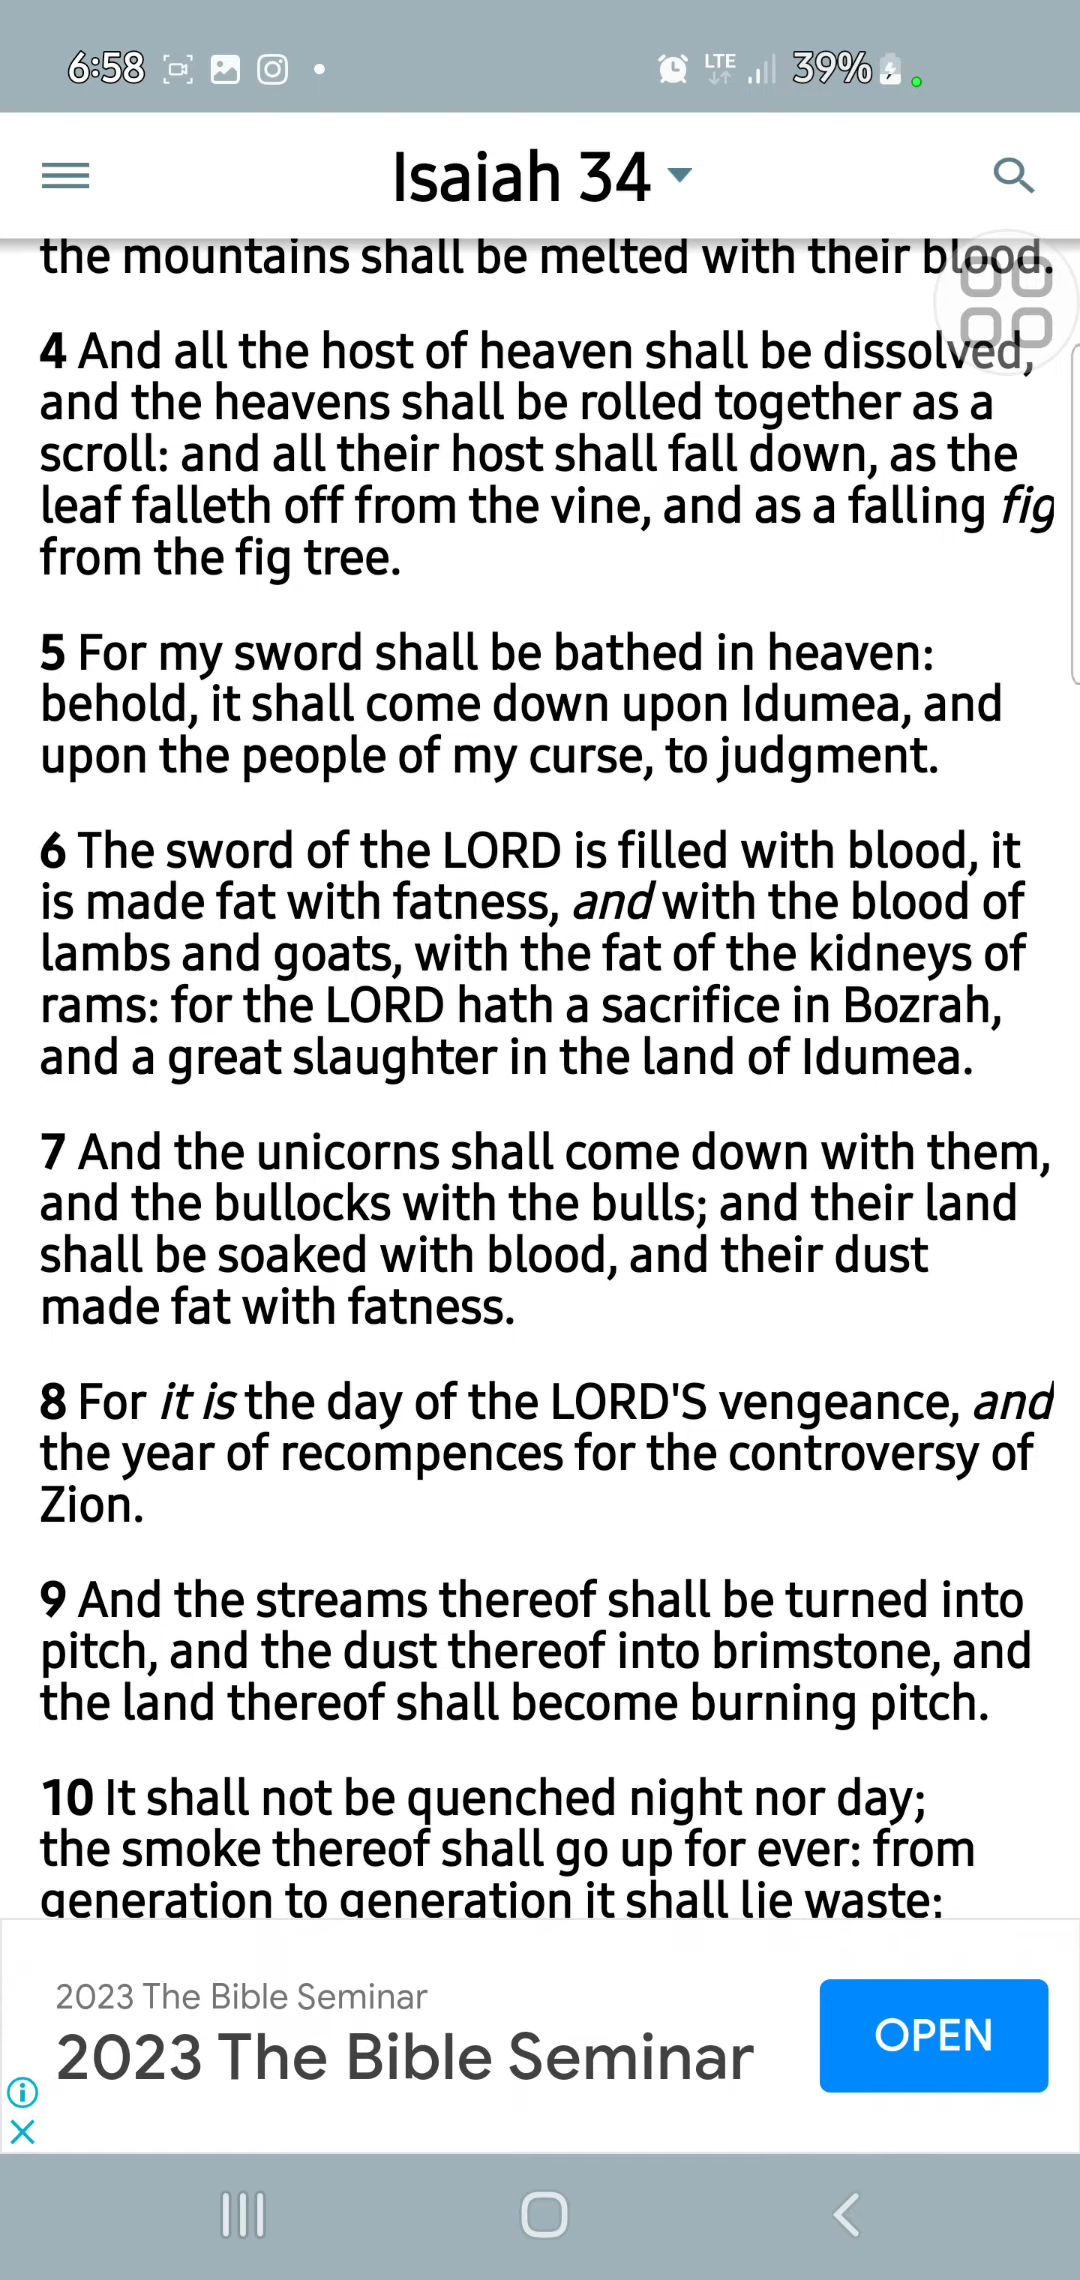 6:58
LTE
39%
Isaiah 34
the mountains shall be melted with their blood.
4 And all the host of heaven shall be dissolved,
and the heavens shall be rolled together as a
scroll: and all their host shall fall down, as the
leaf falleth off from the vine, and as a falling fig
from the fig tree.
5 For my sword shall be bathed in heaven:
behold, it shall come down upon Idumea, and
upon the people of my curse, to judgment.
6 The sword of the LORD is filled with blood, it
is made fat with fatness, and with the blood of
lambs and goats, with the fat of the kidneys of
rams: for the LORD hath a sacrifice in Bozrah,
and a great slaughter in the land of Idumea.
7 And the unicorns shall come down with them,
and the bullocks with the bulls; and their land
shall be soaked with blood, and their dust
made fat with fatness.
8 For it is the day of the LORD'S vengeance, and
the year of recompences for the controversy of
Zion.
9 And the streams thereof shall be turned into
pitch, and the dust thereof into brimstone, and
the land thereof shall become burning pitch.
10 It shall not be quenched night nor day;
the smoke thereof shall go up for ever: from
generation to generation it shall lie waste;
2023 The Bible Seminar
2023 The Bible Seminar
OPEN